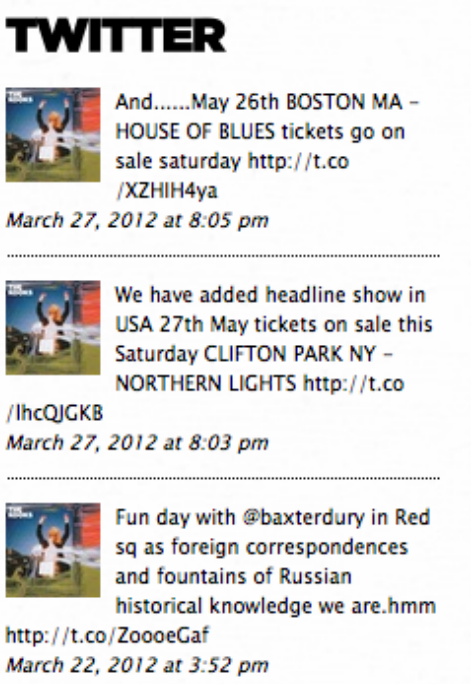 TWITTER
And......May 26th BOSTON MA –
HOUSE OF BLUES tickets go on
sale saturday http://t.co
/XZHIH4ya
March 27, 2012 at 8:05 pm
We have added headline show in
USA 27th May tickets on sale this
Saturday CLIFTON PARK NY –
NORTHERN LIGHTS http://t.co
/lhcQJGKB
March 27, 2012 at 8:03 pm
THE
Fun day with @baxterdury in Red
sq as foreign correspondences
and fountains of Russian
historical knowledge we are.hmm
http://t.co/ZoooeGaf
March 22, 2012 at 3:52 pm